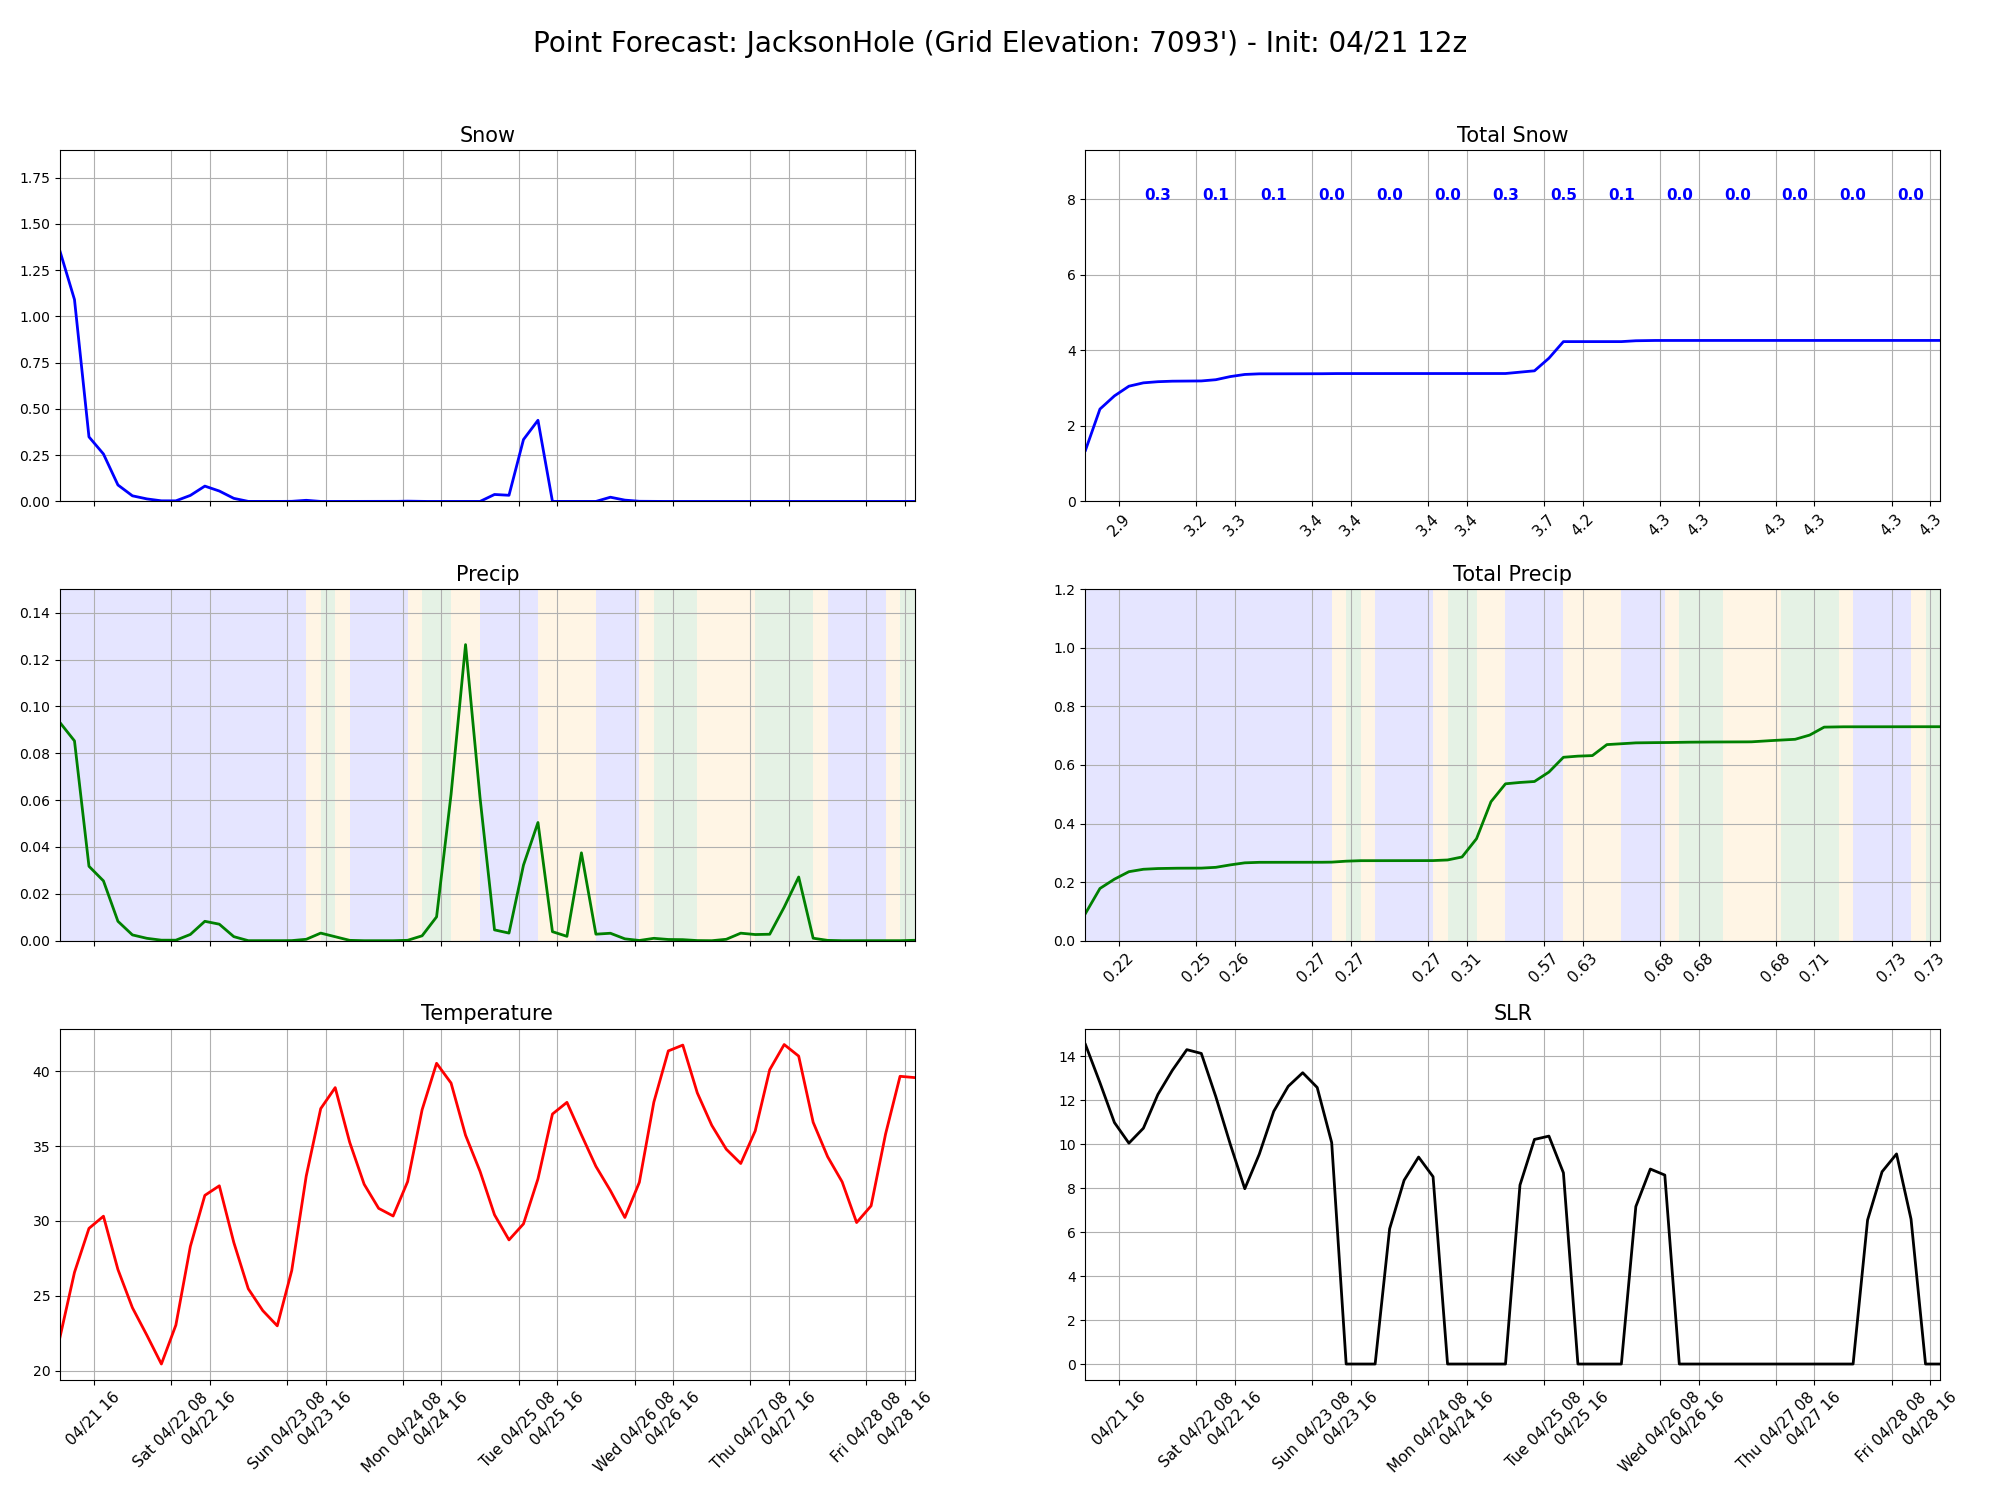 Point Forecast: JacksonHole (Grid Elevation: 7093') - Init: 04/21 12z
Snow
1.75
1.50
1.25
1.00
0.75
0.50
0.25
0.00
Total Snow
0.3 0.1 0.1 0.0 0.0 0.0 0.3 0.5 0.1 0.0 0.0 0.0 0.0 0.0
8
6
4
2
0
2.9 3.2 3.3 3.4 3.4 3.4 3.4 3.7 4.2 4.3 4.3 4.3 4.3 4.3 4.3
Precip
0.14
0.12
0.10
0.08
0.06
0.04
0.02
0.00
Total Precip
1.2
1.0
0.8
0.6
0.4
0.2
0.0
0.22 0.25 0.26 0.27 0.27 0.27 0.31 0.57 0.63 0.68 0.68 0.68 0.71 0.73 0.73
Temperature
40
35
30
25
20
04/21 16
Sat 04/22 08
04/22 16
Sun 04/23 08
04/23 16
Mon 04/24 08
04/24 16
Tue 04/25 08
04/25 16
Wed 04/26 08
04/26 16
Thu 04/27 08
04/27 16
Fri 04/28 08
04/28 16
SLR
14
12
10
8
6
4
2
0
04/21 16
Sat 04/22 08
04/22 16
Sun 04/23 08
04/23 16
Mon 04/24 08
04/24 16
Tue 04/25 08
04/25 16
Wed 04/26 08
04/26 16
Thu 04/27 08
04/27 16
Fri 04/28 08
04/28 16